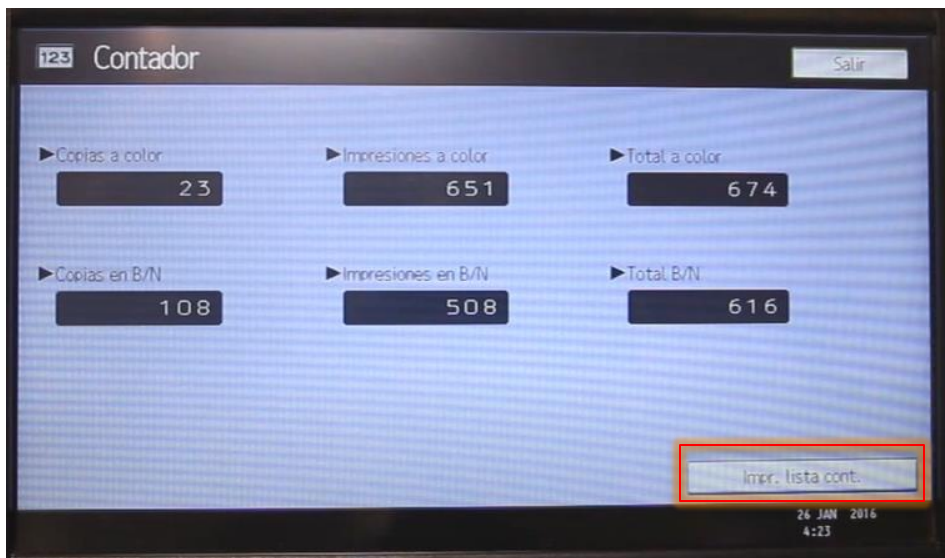 123 Contador
Salir
►Copias a color
►Impresiones a color
►Total a color
23
651
674
►Copias en B/N
►Impresiones en B/N
►Total B/N
108
508
616
Impr. lista cont.
26 JAN 2016
4:23